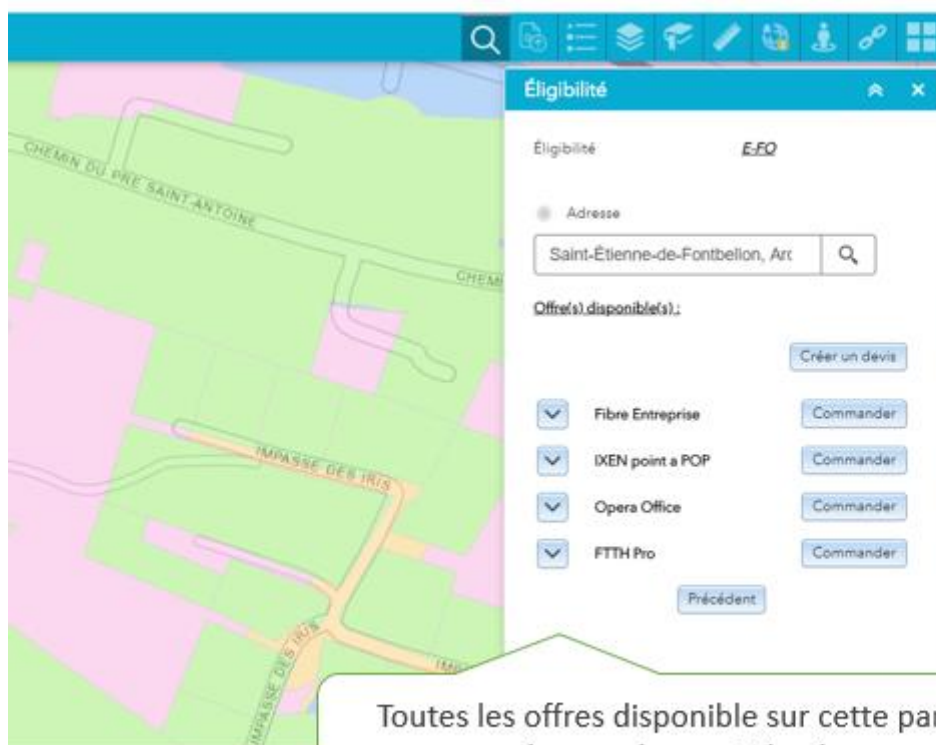 Éligibilité
Éligibilité E-FO
Adresse
Saint-Étienne-de-Fontbellon, Arc
Offre(s) disponible(s) :
Créer un devis
Fibre Entreprise Commander
IXEN point a POP Commander
Opera Office Commander
FTTH Pro Commander
Précédent
CHEMIN DU PRE SAINT-ANTOINE
CHEM
IMPASSE DES IRIS
IMPASSE DES IRIS
IMP
Toutes les offres disponible sur cette par